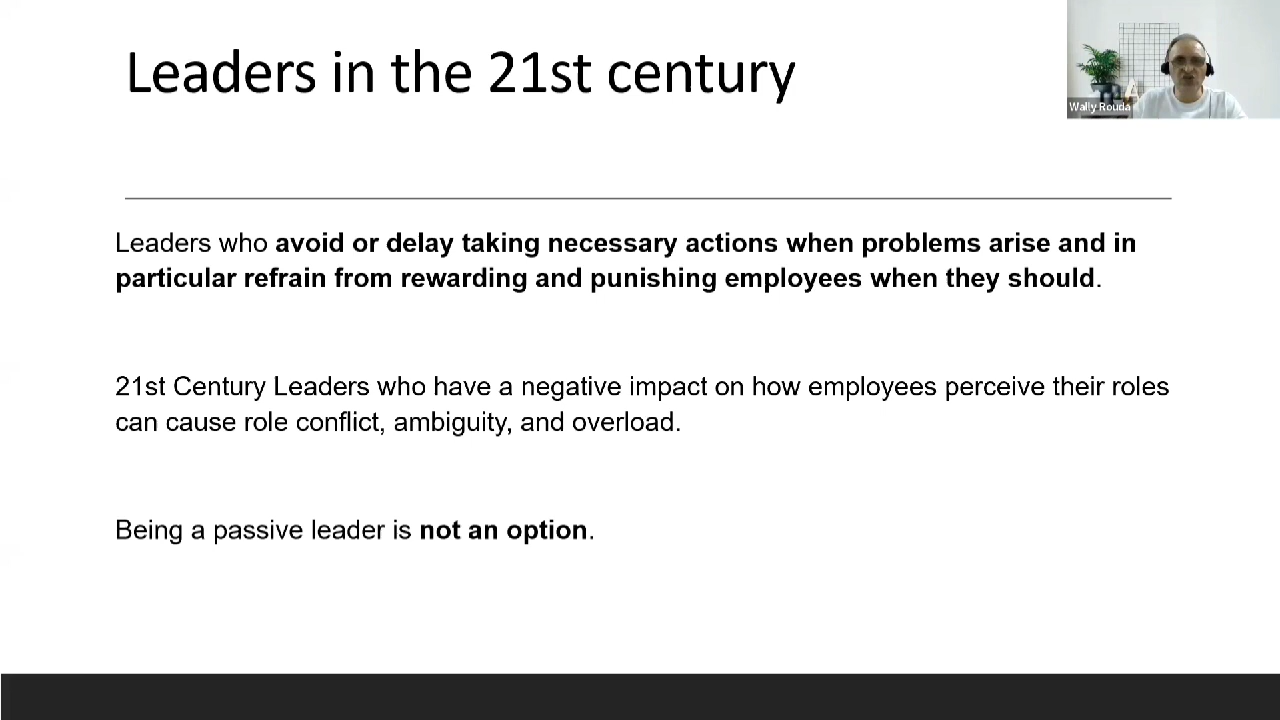 Leaders in the 21st century
Wally Rouda
Leaders who avoid or delay taking necessary actions when problems arise and in
particular refrain from rewarding and punishing employees when they should.
21st Century Leaders who have a negative impact on how employees perceive their roles
can cause role conflict, ambiguity, and overload.
Being a passive leader is not an option.